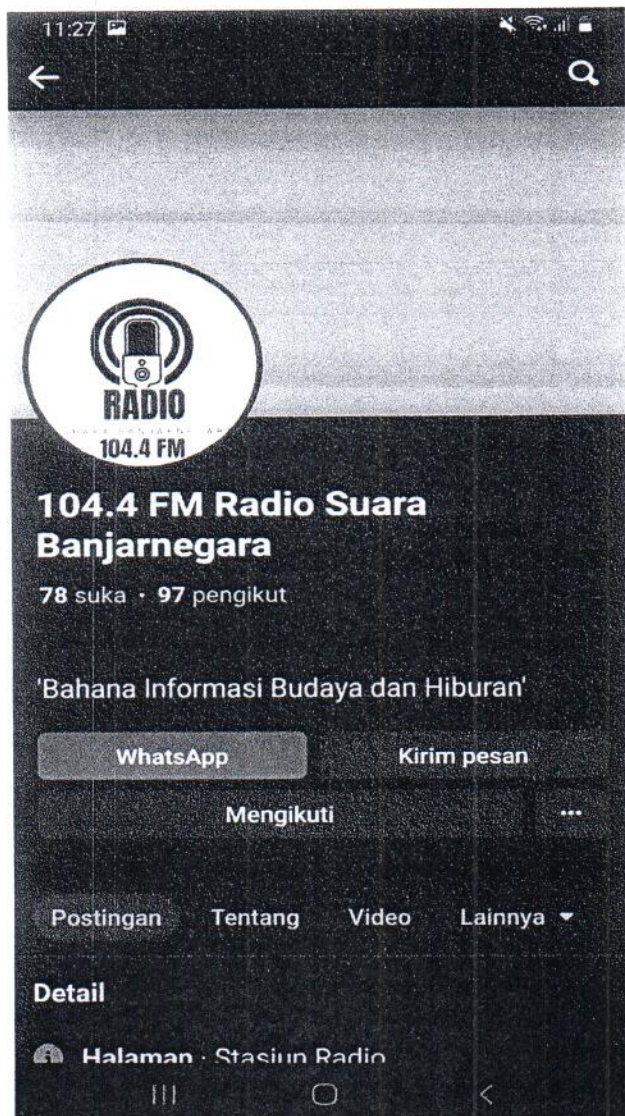 11:27
RADIO
104.4 FM
104.4 FM Radio Suara
Banjarnegara
78 suka · 97 pengikut
'Bahana Informasi Budaya dan Hiburan'
WhatsApp
Kirim pesan
Mengikuti
Postingan
Tentang
Video
Lainnya
Detail
Halaman · Stasiun Radio